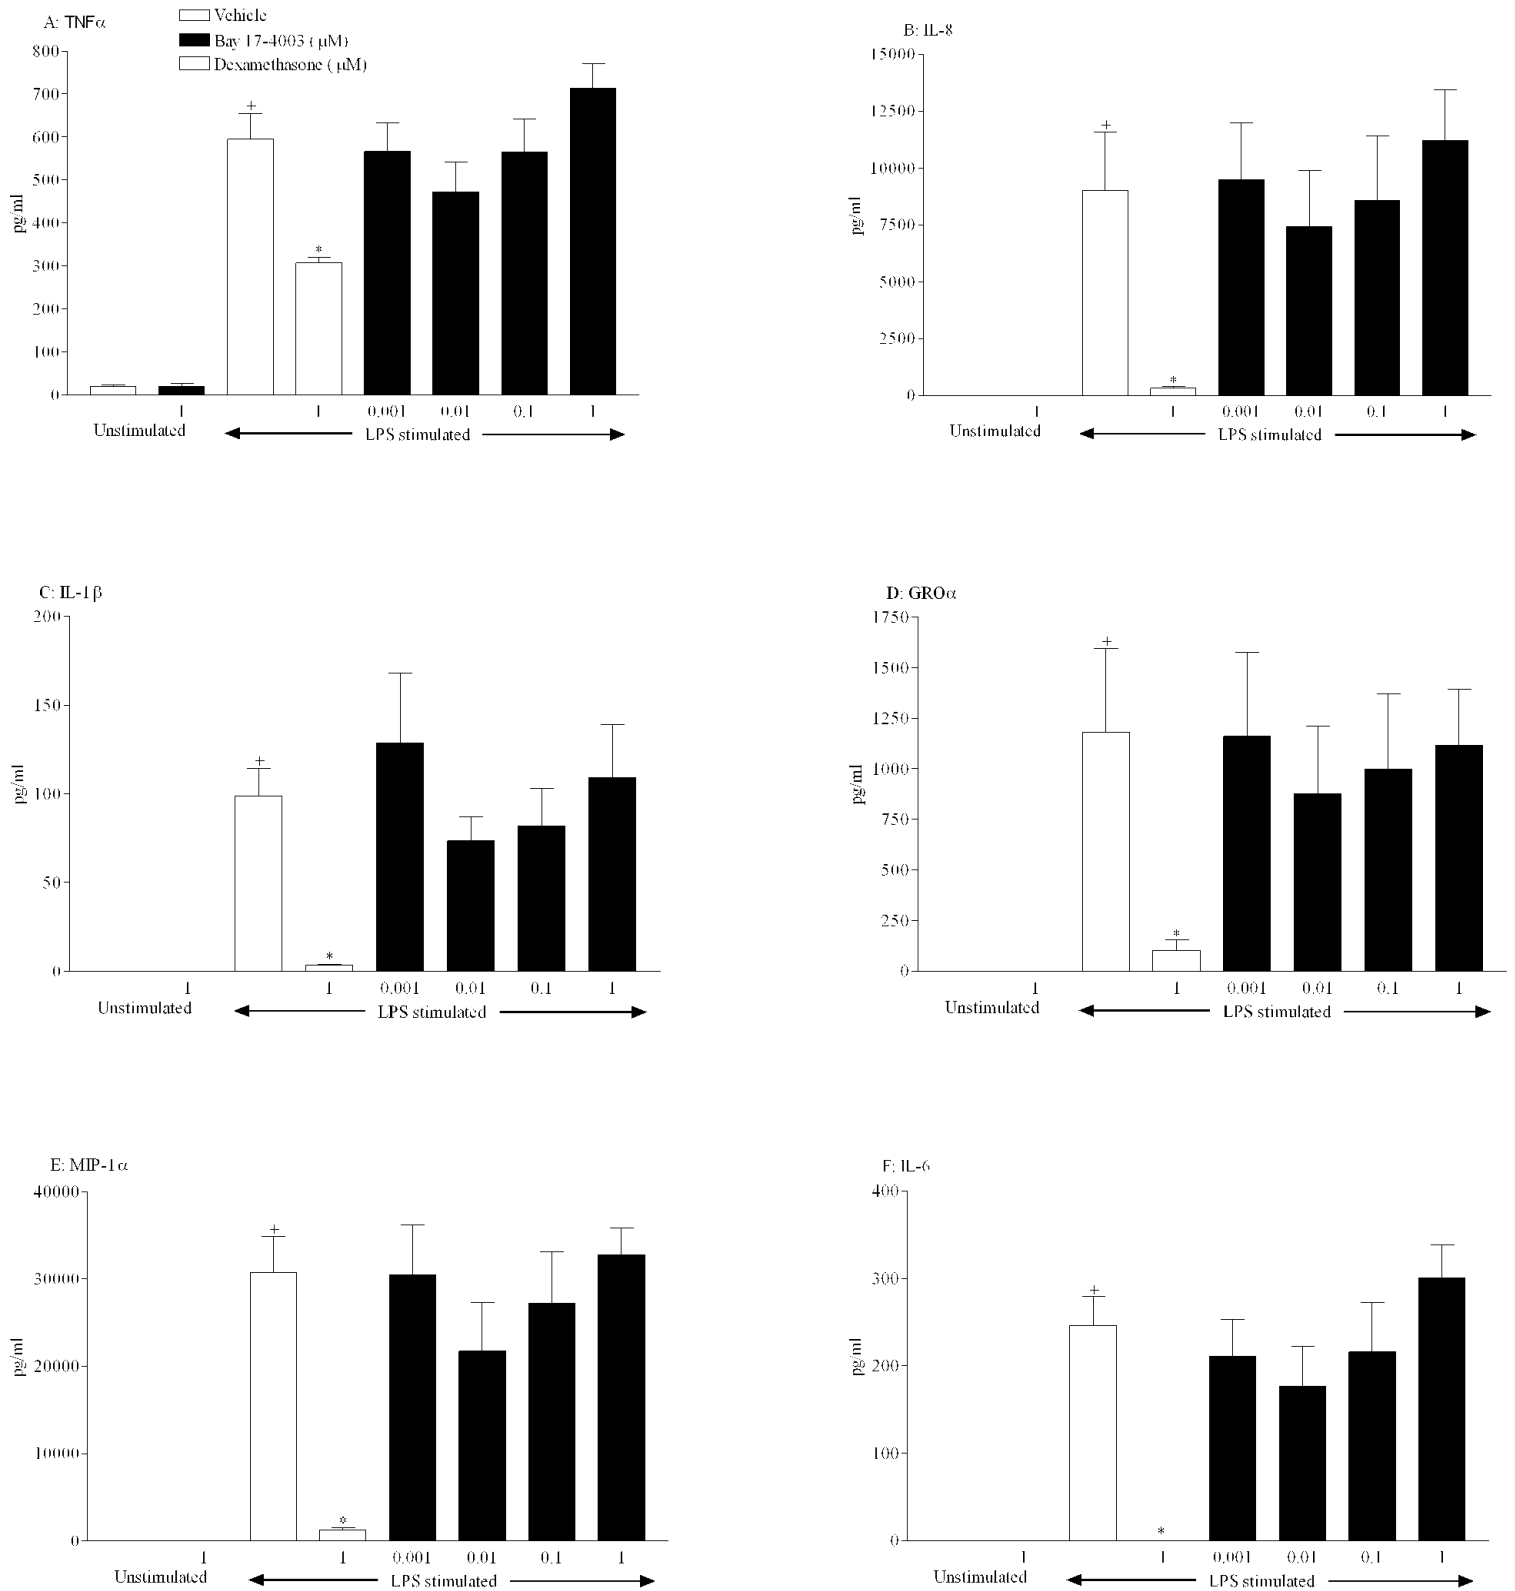 A: TNFα
Vehicle
Bay 17-4003 ( μM)
Dexamethasone ( μM)
800
700
600
500
400
300
200
100
0
pg/ml
+
*
1 1 0.001 0.01 0.1 1
Unstimulated LPS stimulated
B: IL-8
15000
12500
10000
7500
5000
2500
0
pg/ml
+
*
1 1 0.001 0.01 0.1 1
Unstimulated LPS stimulated
C: IL-1β
200
150
100
50
0
pg/ml
+
*
1 1 0.001 0.01 0.1 1
Unstimulated LPS stimulated
D: GROα
1750
1500
1250
1000
750
500
250
0
pg/ml
+
*
1 1 0.001 0.01 0.1 1
Unstimulated LPS stimulated
E: MIP-1α
40000
30000
20000
10000
0
pg/ml
+
*
1 1 0.001 0.01 0.1 1
Unstimulated LPS stimulated
F: IL-6
400
300
200
100
0
pg/ml
+
*
1 1 0.001 0.01 0.1 1
Unstimulated LPS stimulated